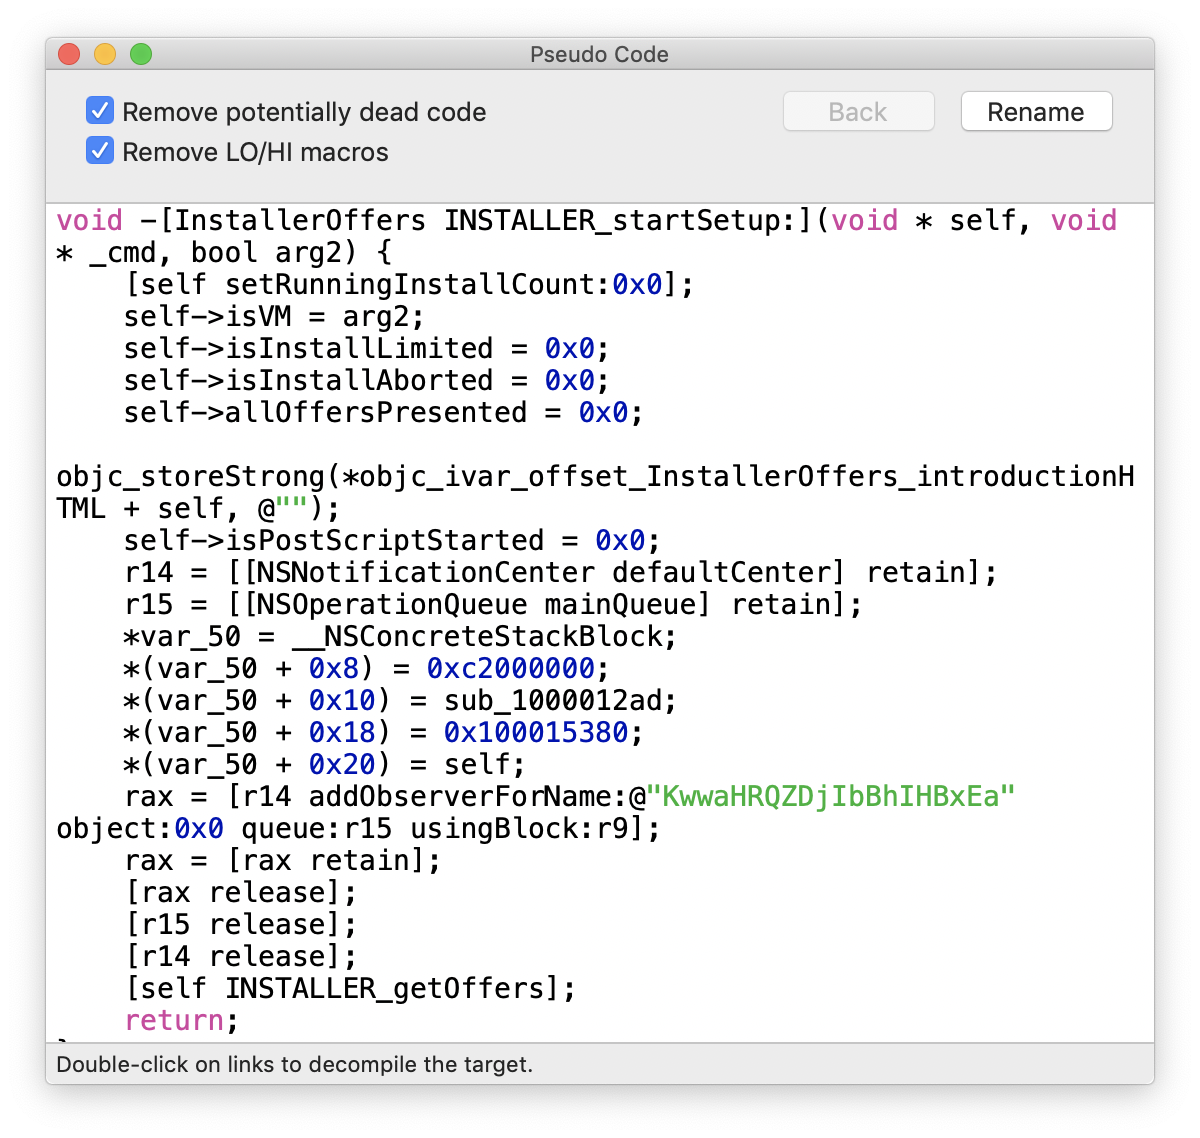 Pseudo Code
Remove potentially dead code
Back
Rename
Remove LO/HI macros
void -[InstallerOffers INSTALLER_startSetup:](void * self, void
* _cmd, bool arg2) {
    [self setRunningInstallCount:0x0];
    self->isVM = arg2;
    self->isInstallLimited = 0x0;
    self->isInstallAborted = 0x0;
    self->allOffersPresented = 0x0;
objc_storeStrong(*objc_ivar_offset_InstallerOffers_introductionH
TML + self, @"");
    self->isPostScriptStarted = 0x0;
    r14 = [[NSNotificationCenter defaultCenter] retain];
    r15 = [[NSOperationQueue mainQueue] retain];
    *var_50 = __NSConcreteStackBlock;
    *(var_50 + 0x8) = 0xc2000000;
    *(var_50 + 0x10) = sub_1000012ad;
    *(var_50 + 0x18) = 0x100015380;
    *(var_50 + 0x20) = self;
    rax = [r14 addObserverForName:@"KwwaHRQZDjIbBhIHBxEa"
object:0x0 queue:r15 usingBlock:r9];
    rax = [rax retain];
    [rax release];
    [r15 release];
    [r14 release];
    [self INSTALLER_getOffers];
    return;
Double-click on links to decompile the target.